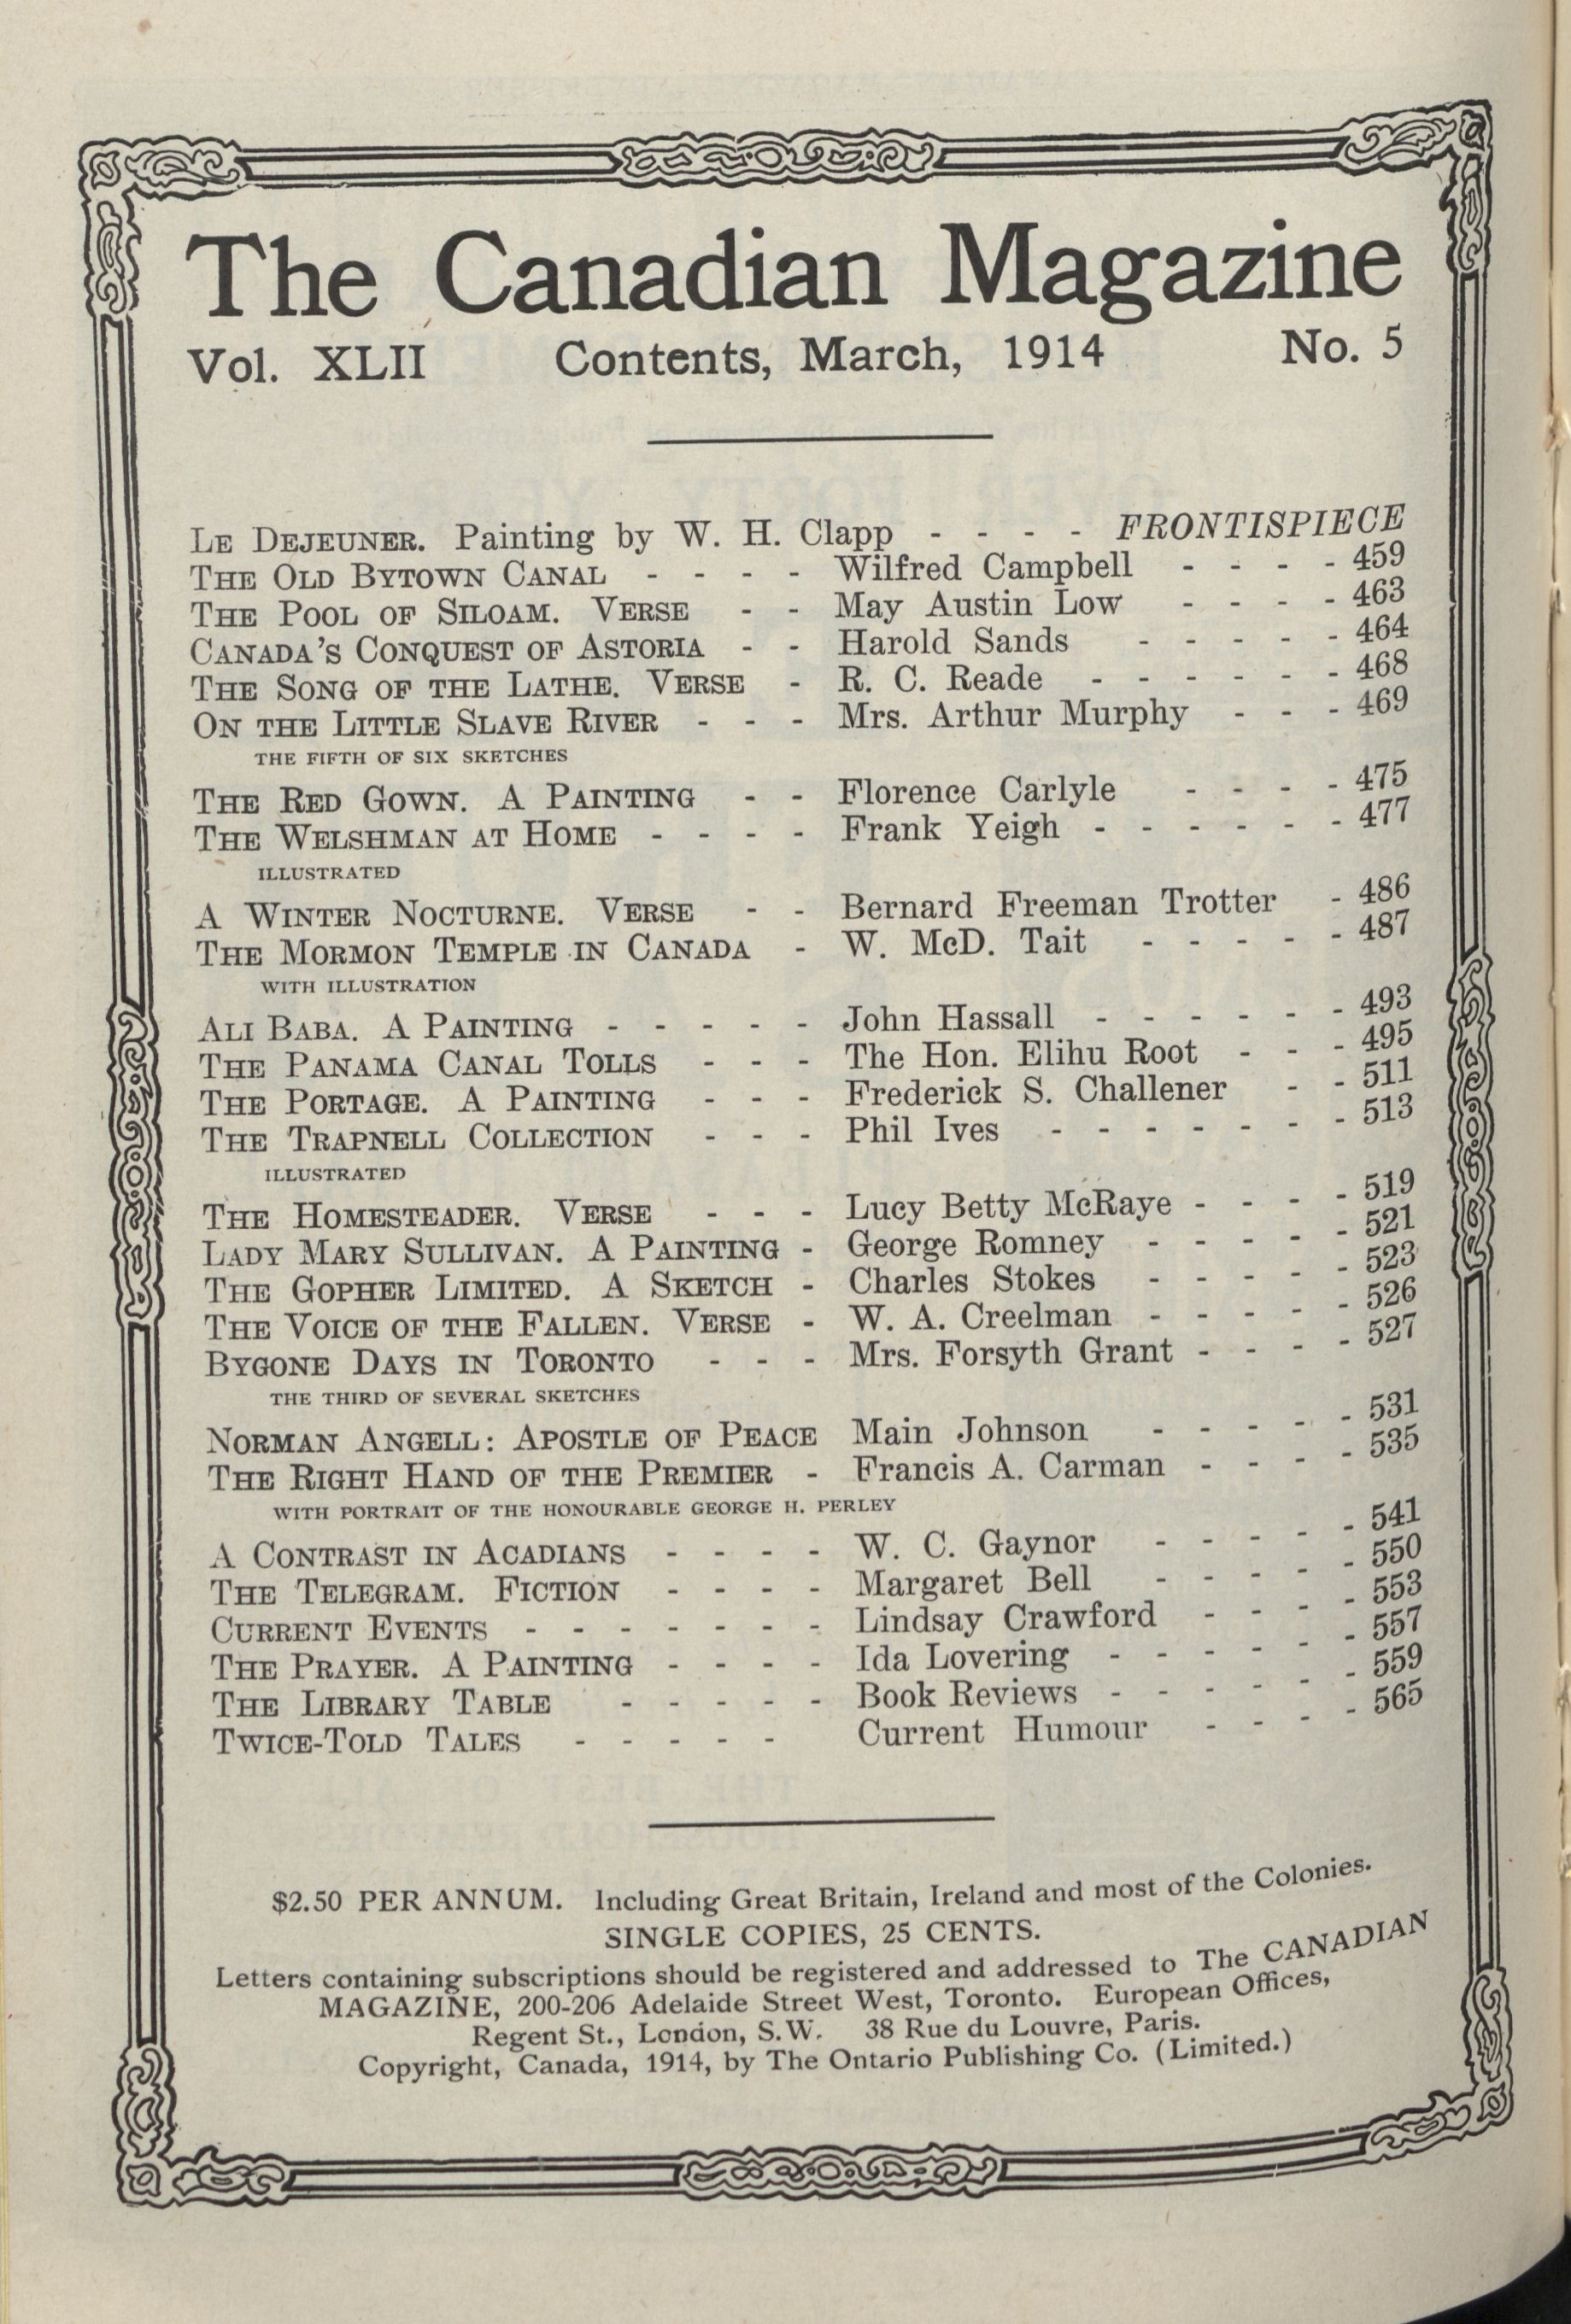 The Canadian Magazine
Vol. XLII Contents, March, 1914 No. 5
LE DEJEUNER. Painting by W. H. Clapp - - - - FRONTISPIECE
THE OLD BYTOWN CANAL - - - - Wilfred Campbell - - - - 459
THE POOL OF SILOAM. VERSE - - May Austin Low - - - - 463
CANADA'S CONQUEST OF ASTORIA - - Harold Sands - - - - - 464
THE SONG OF THE LATHE. VERSE - R. C. Reade - - - - - - 468
ON THE LITTLE SLAVE RIVER - - - Mrs. Arthur Murphy - - - 469
THE FIFTH OF SIX SKETCHES
THE RED GOWN. A PAINTING - - Florence Carlyle - - - - 475
THE WELSHMAN AT HOME - - - - Frank Yeigh - - - - - - 477
ILLUSTRATED
A WINTER NOCTURNE. VERSE - - Bernard Freeman Trotter - 486
THE MORMON TEMPLE IN CANADA - W. McD. Tait - - - - - 487
WITH ILLUSTRATION
ALI BABA. A PAINTING - - - - - John Hassall - - - - - - 493
THE PANAMA CANAL TOLLS - - - The Hon. Elihu Root - - - 495
THE PORTAGE. A PAINTING - - - Frederick S. Challener - - 511
THE TRAPNELL COLLECTION - - - Phil Ives - - - - - - - 513
ILLUSTRATED
THE HOMESTEADER. VERSE - - - Lucy Betty McRaye - - - - 519
LADY MARY SULLIVAN. A PAINTING - George Romney - - - - - 521
THE GOPHER LIMITED. A SKETCH - Charles Stokes - - - - - 523
THE VOICE OF THE FALLEN. VERSE - W. A. Creelman - - - - - 526
BYGONE DAYS IN TORONTO - - - Mrs. Forsyth Grant - - - - 527
THE THIRD OF SEVERAL SKETCHES
NORMAN ANGELL: APOSTLE OF PEACE Main Johnson - - - - - 531
THE RIGHT HAND OF THE PREMIER - Francis A. Carman - - - - 535
WITH PORTRAIT OF THE HONOURABLE GEORGE H. PERLEY
A CONTRAST IN ACADIANS - - - - W. C. Gaynor - - - - - 541
THE TELEGRAM. FICTION - - - - Margaret Bell - - - - - 550
CURRENT EVENTS - - - - - - - Lindsay Crawford - - - - 553
THE PRAYER. A PAINTING - - - - Ida Lovering - - - - - - 557
THE LIBRARY TABLE - - - - - Book Reviews - - - - - - 559
TWICE-TOLD TALES - - - - - Current Humour - - - - 565
$2.50 PER ANNUM. Including Great Britain, Ireland and most of the Colonies.
SINGLE COPIES, 25 CENTS.
Letters containing subscriptions should be registered and addressed to The CANADIAN
MAGAZINE, 200-206 Adelaide Street West, Toronto. European Offices,
Regent St., London, S.W. 38 Rue du Louvre, Paris.
Copyright, Canada, 1914, by The Ontario Publishing Co. (Limited.)